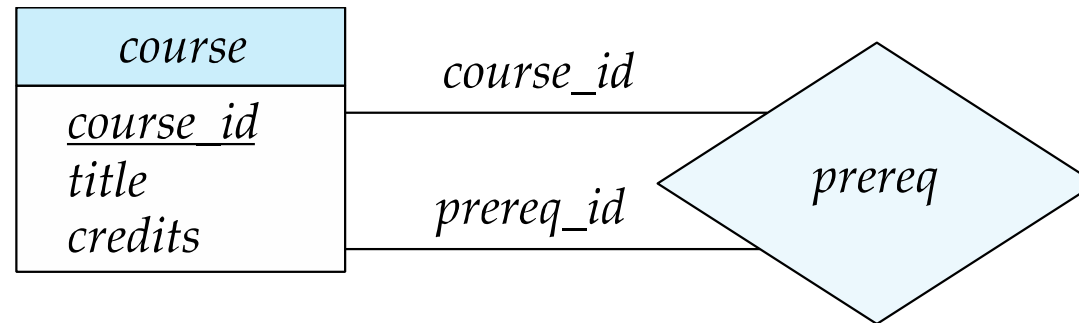 course
course_id
title
credits
course_id
prereq_id
prereq